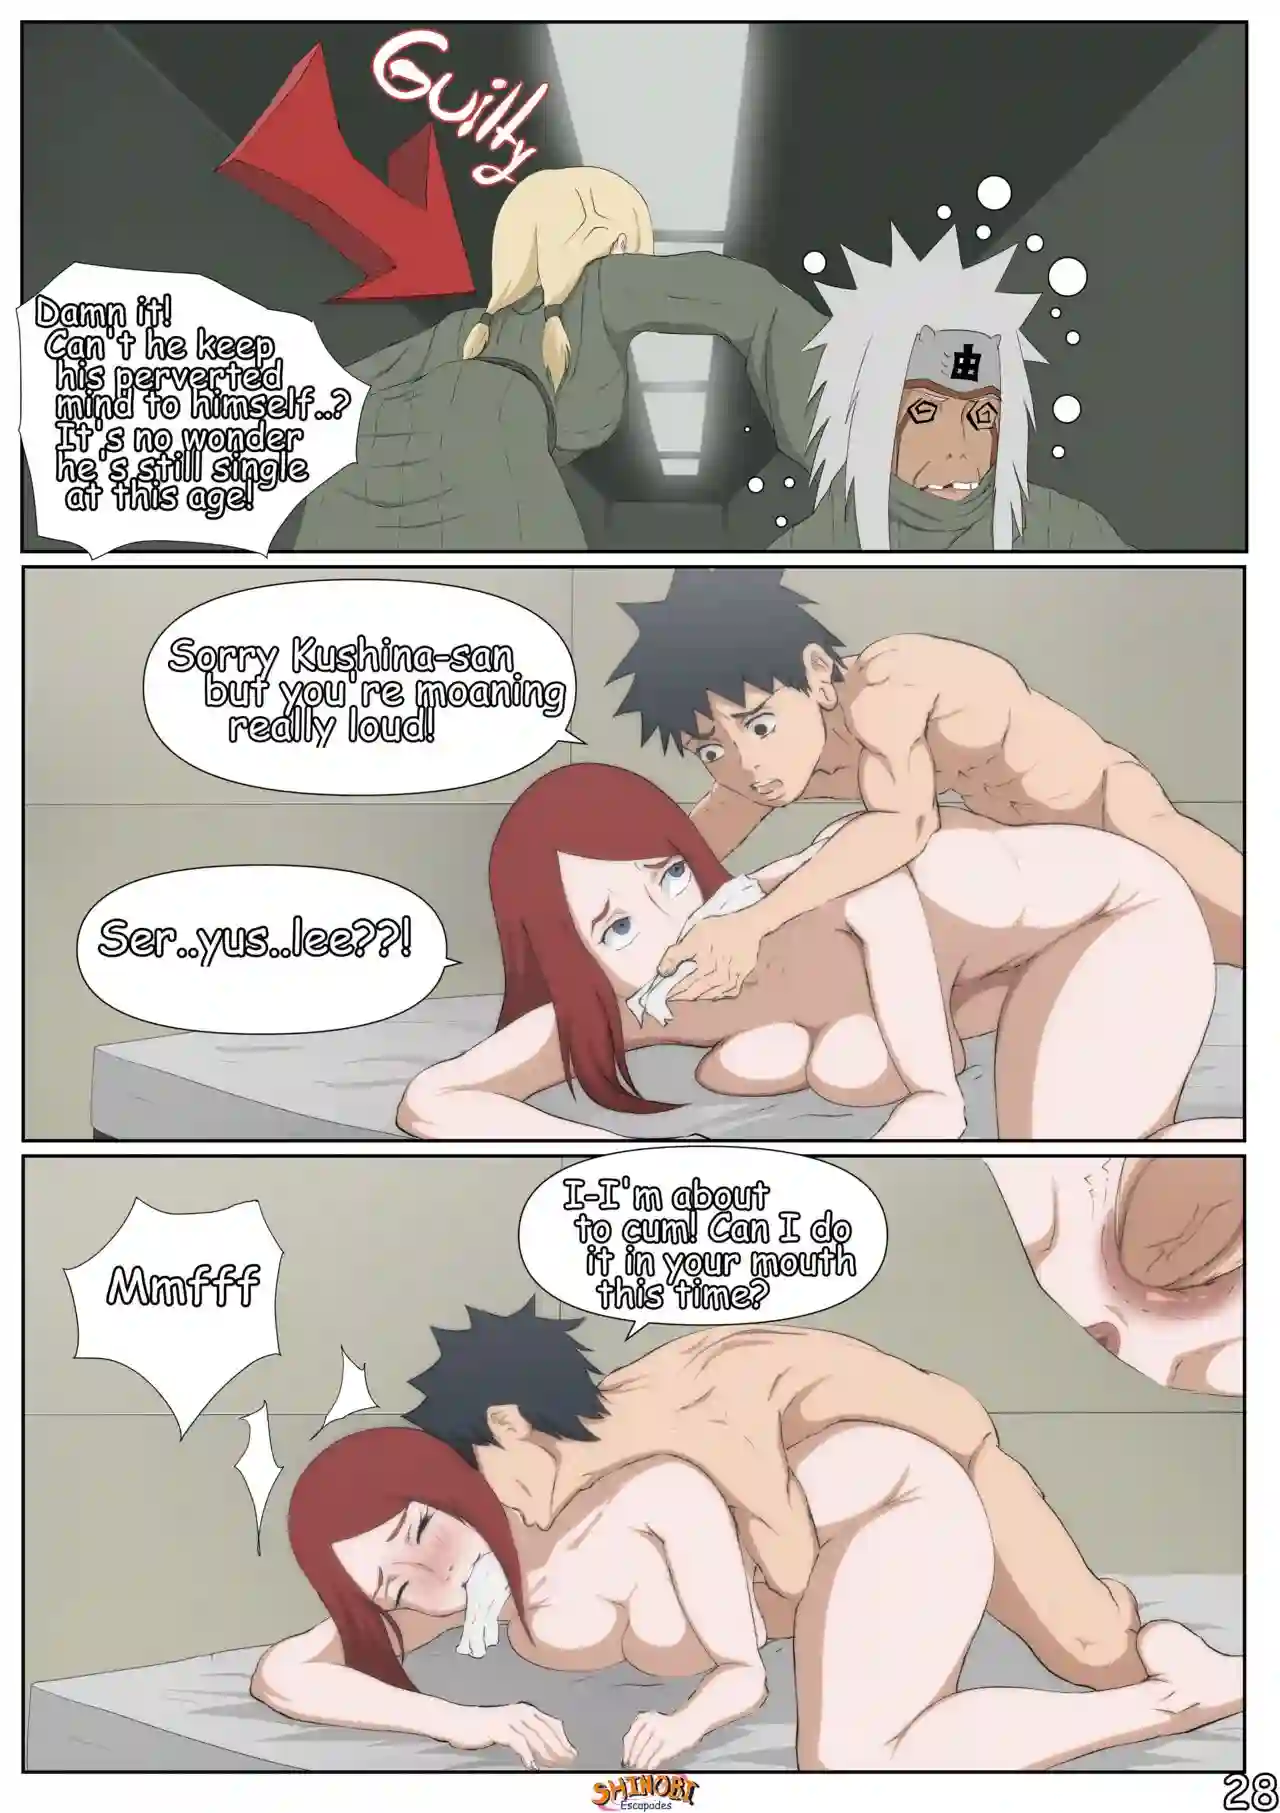 Guilty
Damn it!
Can't he keep
his perverted
mind to himself..?
It's no wonder
he's still single
at this age!
由
Sorry Kushina-san
but you're moaning
really loud!
Ser..yus..lee??!
I-I'm about
to cum! Can I do
it in your mouth
this time?
Mmfff
SHINOBI
Escapades
28